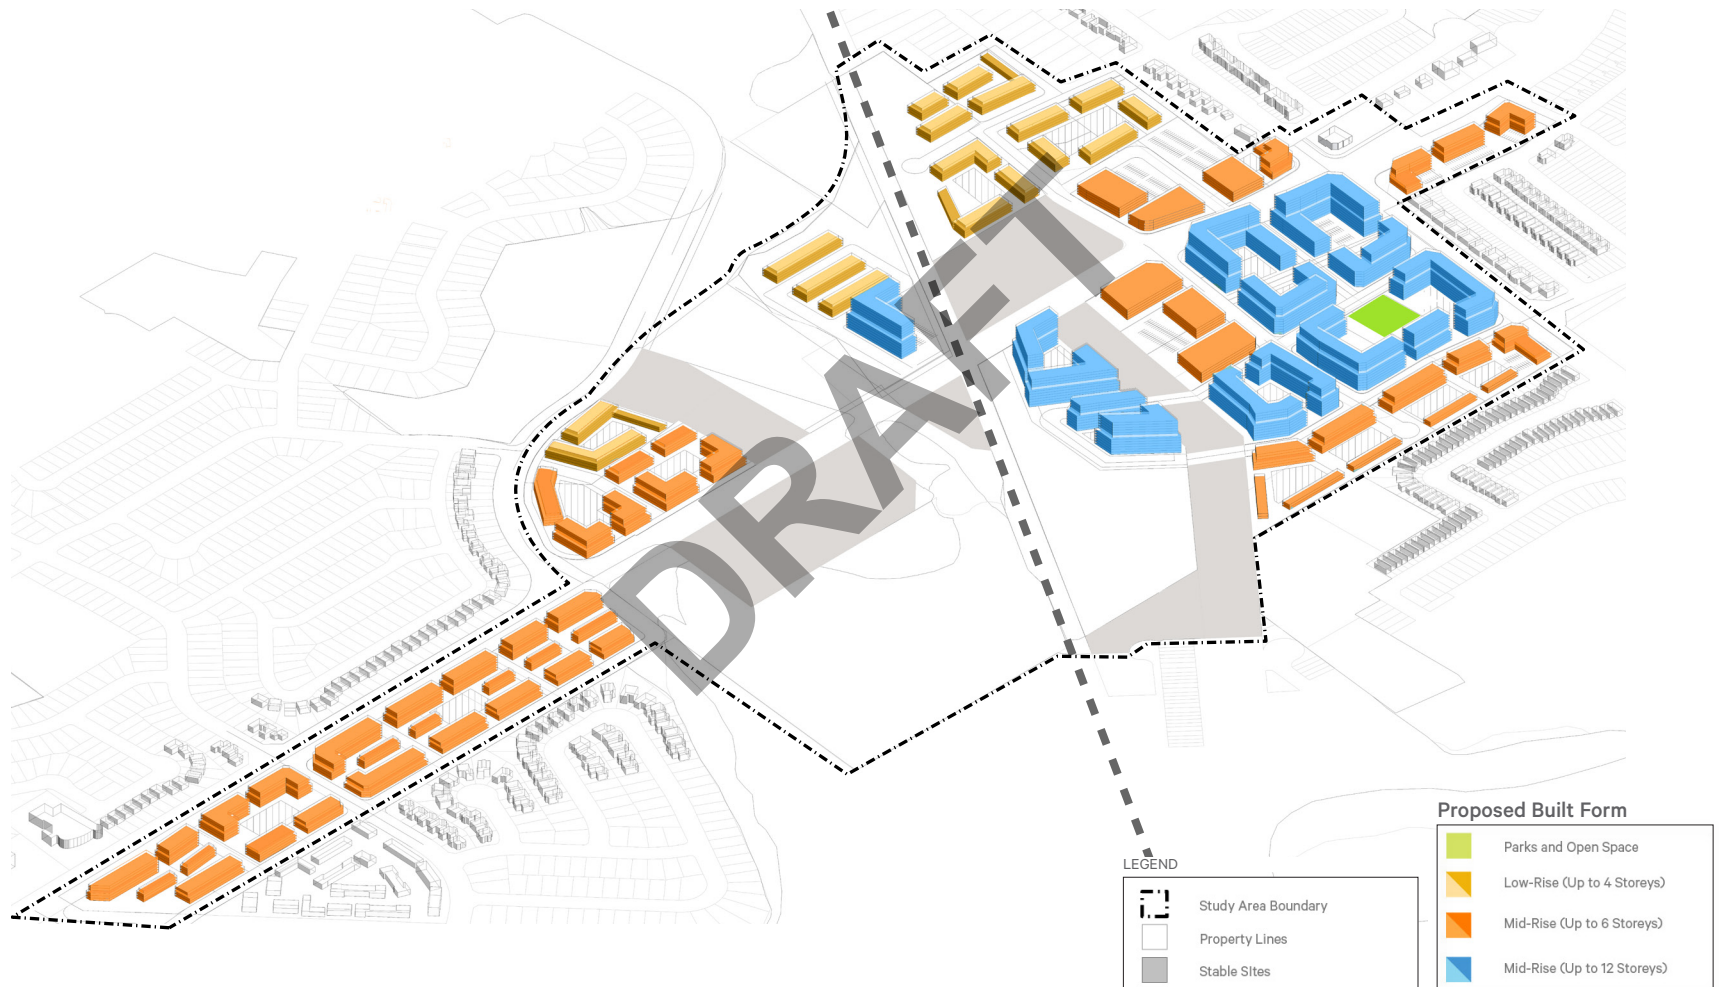 DRAFT
LEGEND
Study Area Boundary
Property Lines
Stable SItes
Proposed Built Form
Parks and Open Space
Low-Rise (Up to 4 Storeys)
Mid-Rise (Up to 6 Storeys)
Mid-Rise (Up to 12 Storeys)